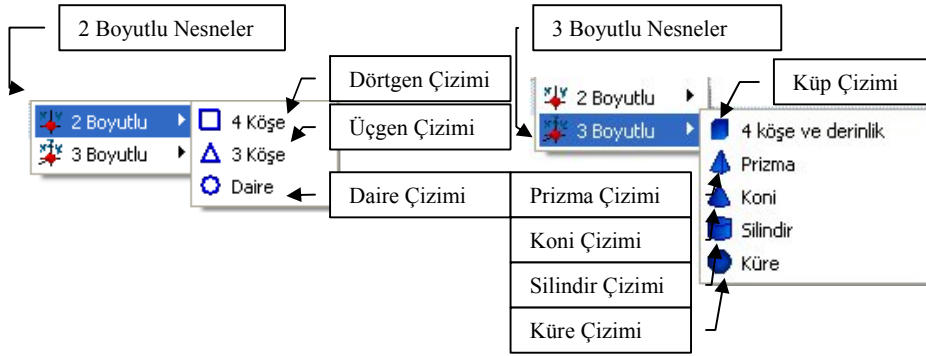 2 Boyutlu Nesneler
3 Boyutlu Nesneler
Dörtgen Çizimi
Üçgen Çizimi
Daire Çizimi
2 Boyutlu
3 Boyutlu
4 Köşe
3 Köşe
Daire
Küp Çizimi
Prizma Çizimi
Koni Çizimi
Silindir Çizimi
Küre Çizimi
2 Boyutlu
3 Boyutlu
4 köşe ve derinlik
Prizma
Koni
Silindir
Küre